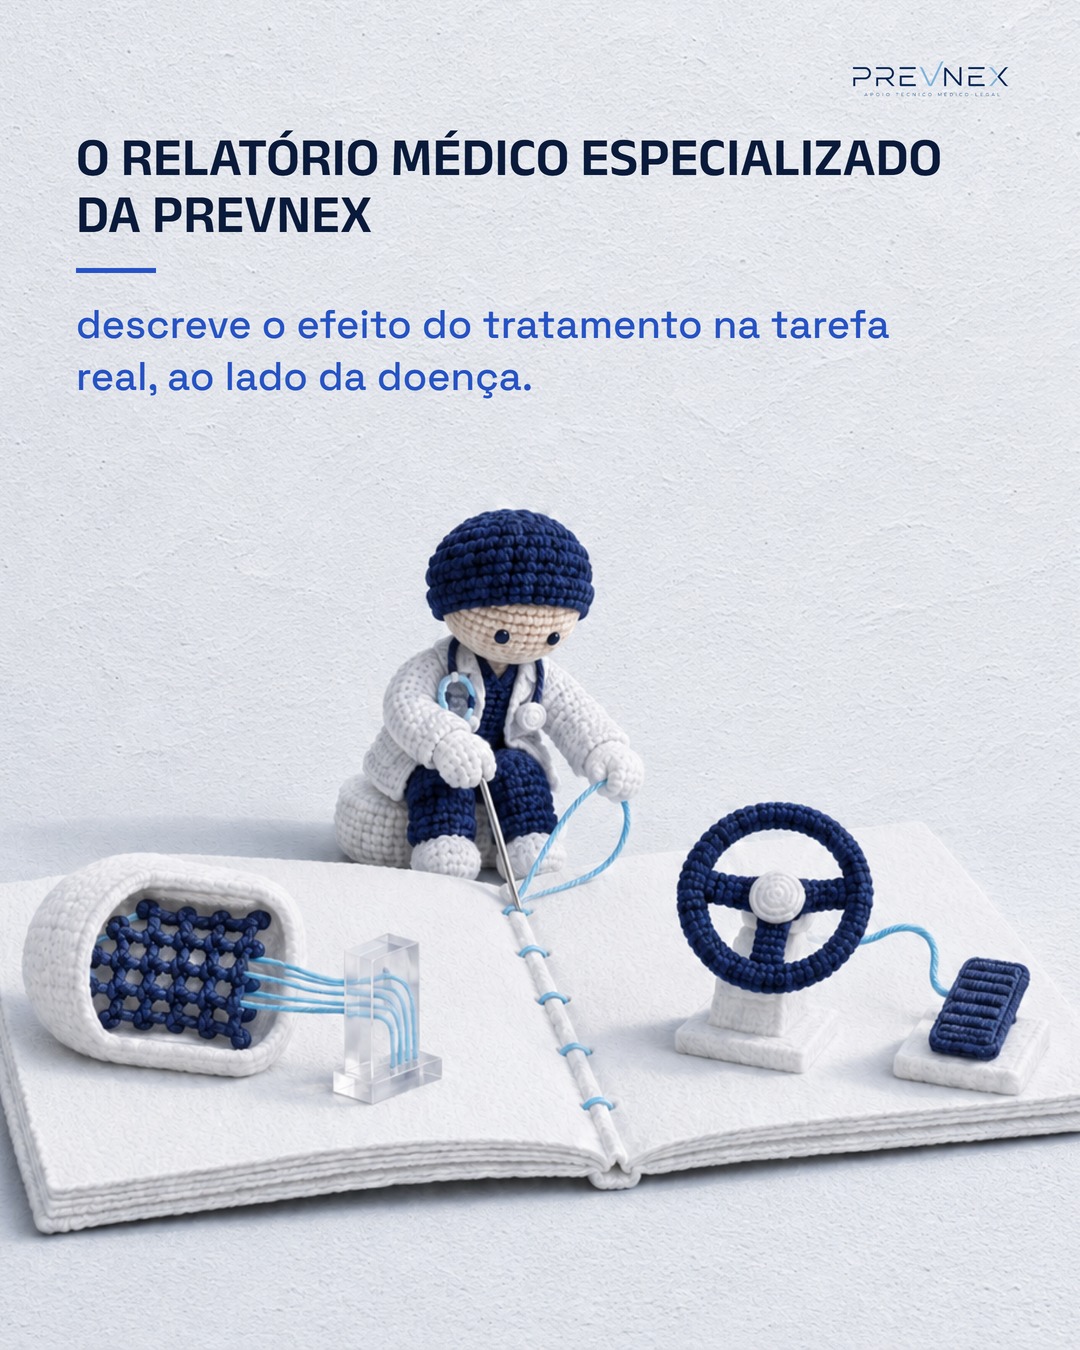 PREVNEX
APOIO TÉCNICO MÉDICO-LEGAL
O RELATÓRIO MÉDICO ESPECIALIZADO
DA PREVNEX
descreve o efeito do tratamento na tarefa
real, ao lado da doença.